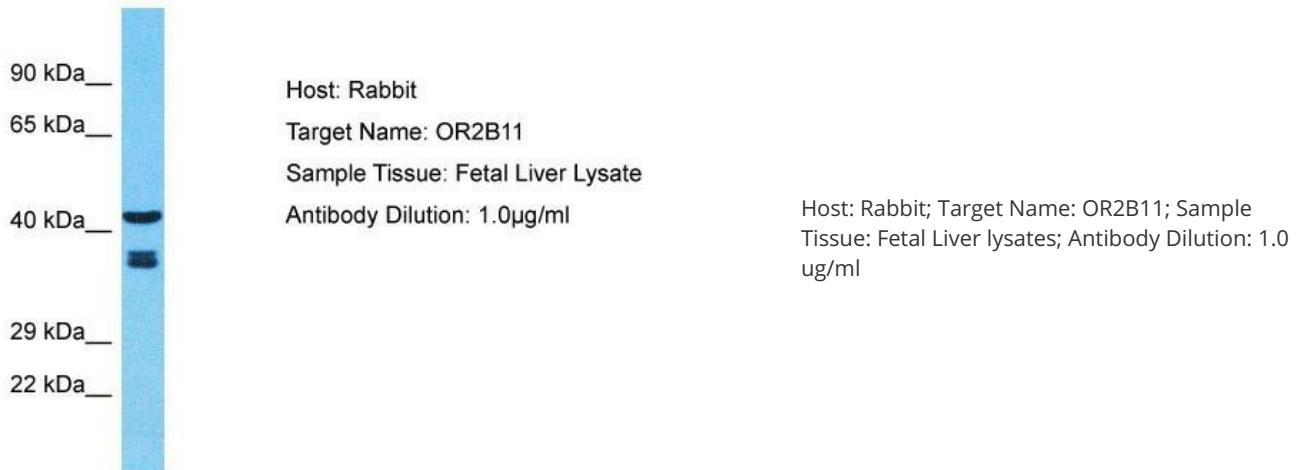 90 kDa__
65 kDa__
40 kDa__
29 kDa__
22 kDa__
Host: Rabbit
Target Name: OR2B11
Sample Tissue: Fetal Liver Lysate
Antibody Dilution: 1.0µg/ml
Host: Rabbit; Target Name: OR2B11; Sample
Tissue: Fetal Liver lysates; Antibody Dilution: 1.0
ug/ml